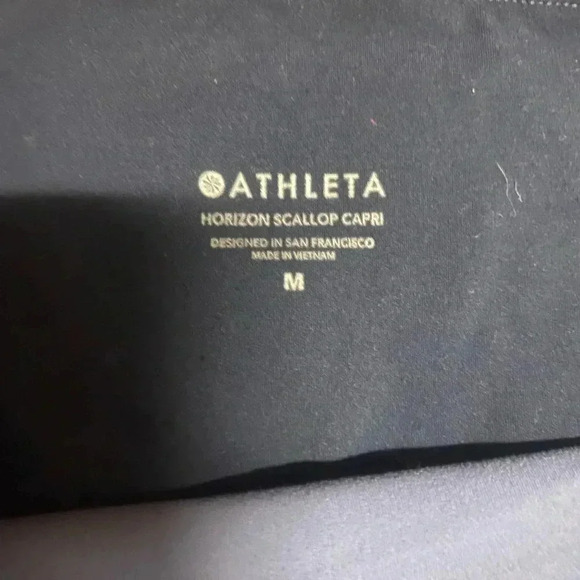 ATHLETA
HORIZON SCALLOP CAPRI
DESIGNED IN SAN FRANCISCO
MADE IN VIETNAM
M